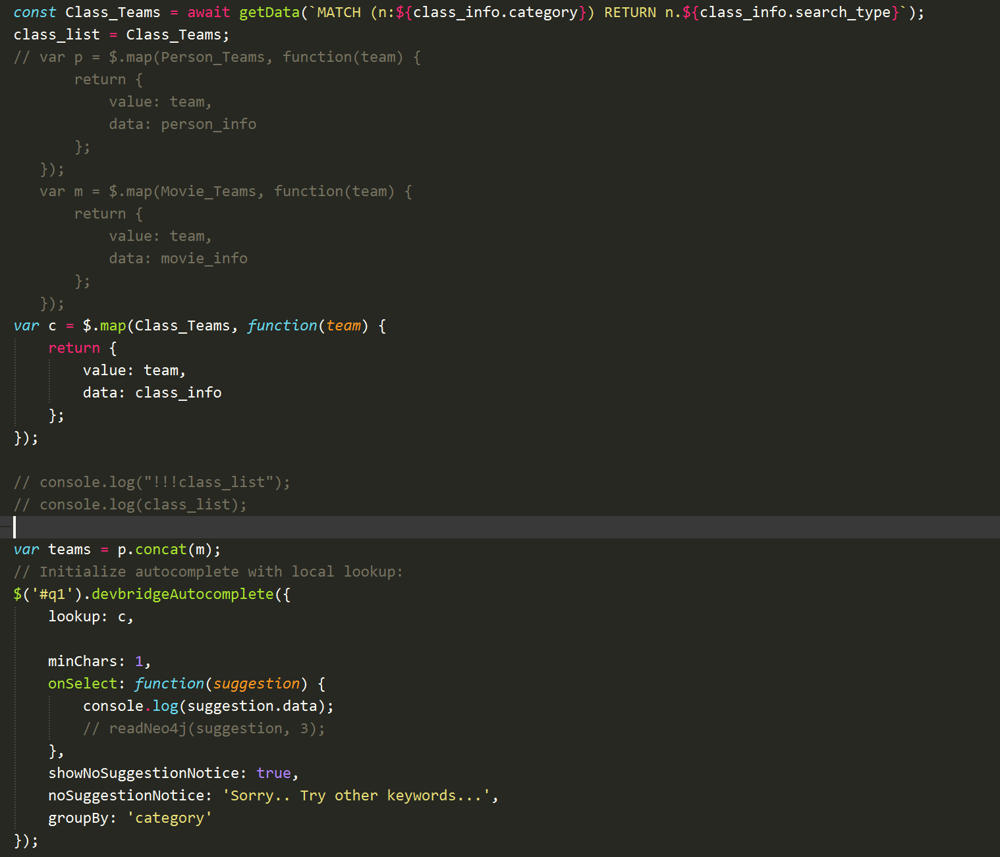 const Class_Teams = await getData(`MATCH (n:${class_info.category}) RETURN n.${class_info.search_type}`);
class_list = Class_Teams;
// var p = $.map(Person_Teams, function(team) {
       return {
           value: team,
           data: person_info
       };
   });
   var m = $.map(Movie_Teams, function(team) {
       return {
           value: team,
           data: movie_info
       };
   });
var c = $.map(Class_Teams, function(team) {
    return {
        value: team,
        data: class_info
    };
});

// console.log("!!!class_list");
// console.log(class_list);

var teams = p.concat(m);
// Initialize autocomplete with local lookup:
$('#q1').devbridgeAutocomplete({
    lookup: c,

    minChars: 1,
    onSelect: function(suggestion) {
        console.log(suggestion.data);
        // readNeo4j(suggestion, 3);
    },
    showNoSuggestionNotice: true,
    noSuggestionNotice: 'Sorry.. Try other keywords...',
    groupBy: 'category'
});